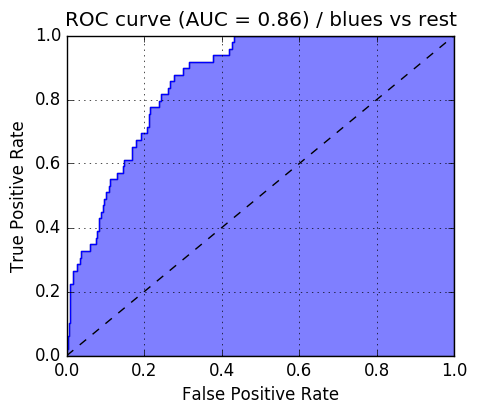 ROC curve (AUC = 0.86) / blues vs rest
1.0
0.8
0.6
0.4
0.2
0.0
True Positive Rate
0.0 0.2 0.4 0.6 0.8 1.0
False Positive Rate